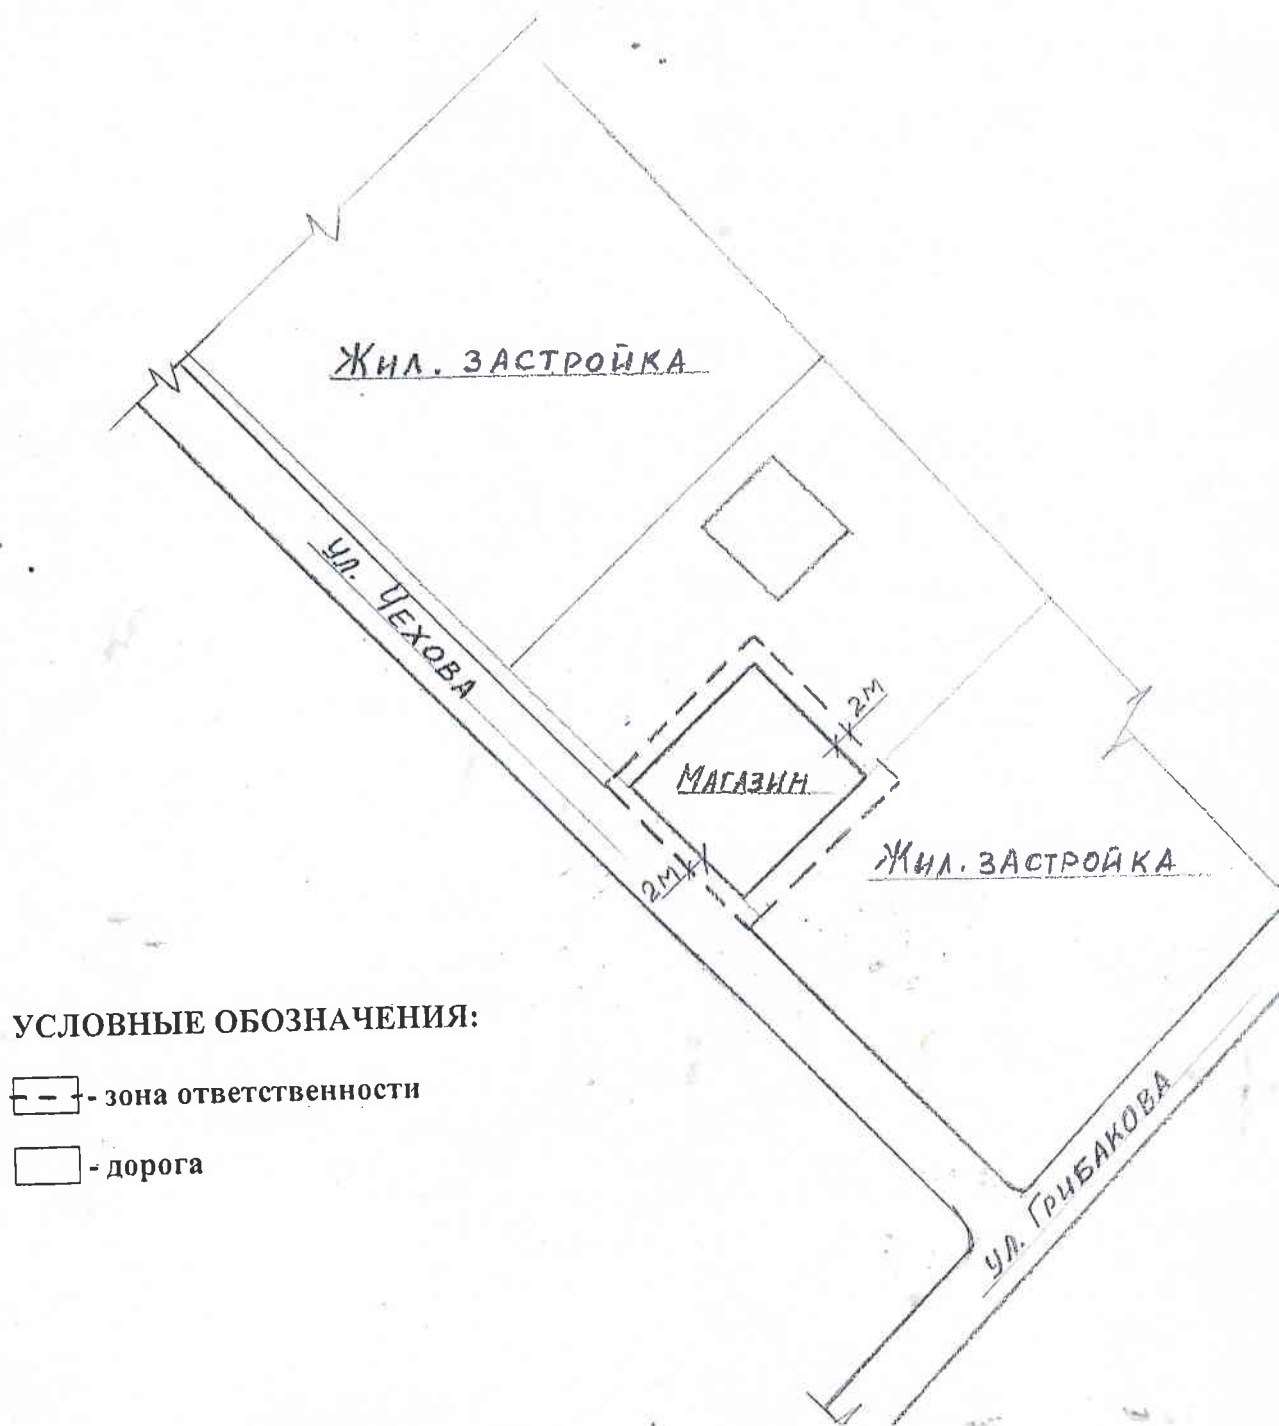 Жил. ЗАСТРОЙКА
ул. ЧЕХОВА
2М
МАГАЗИН
2М
Жил. ЗАСТРОЙКА
УСЛОВНЫЕ ОБОЗНАЧЕНИЯ:
- зона ответственности
- дорога
ул. ГРИБАКОВА